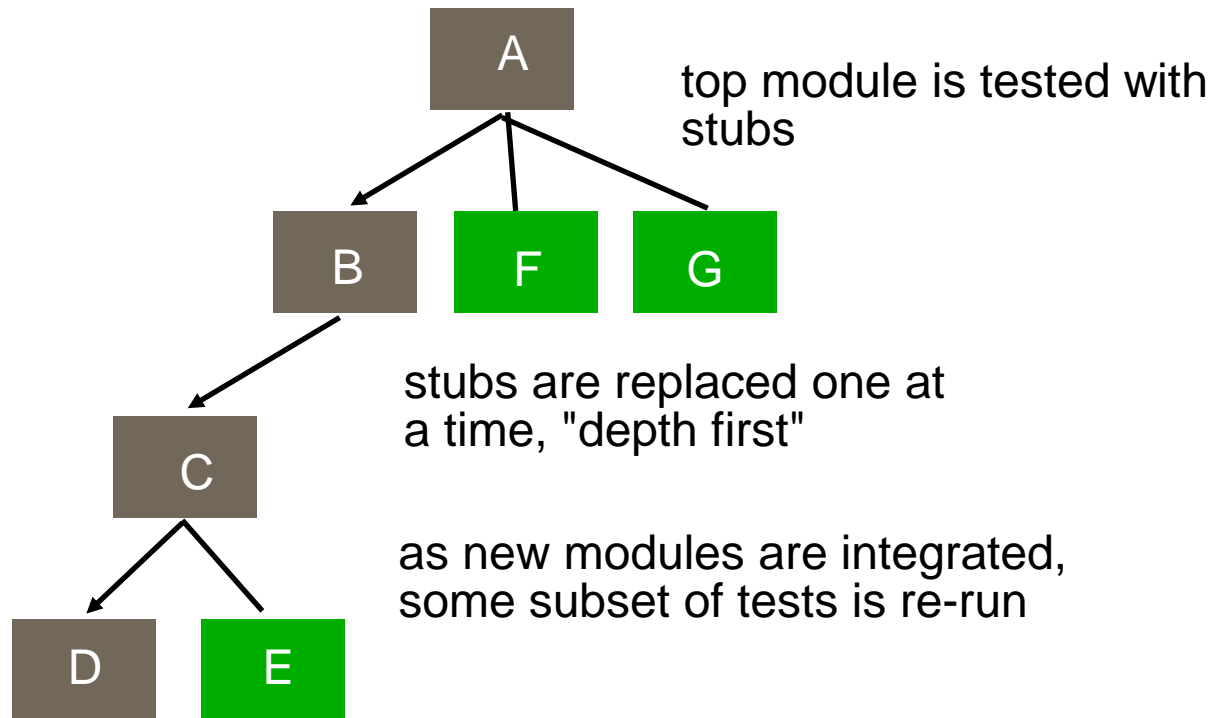 A
top module is tested with
stubs
B
F
G
stubs are replaced one at
a time, "depth first"
C
as new modules are integrated,
some subset of tests is re-run
D
E